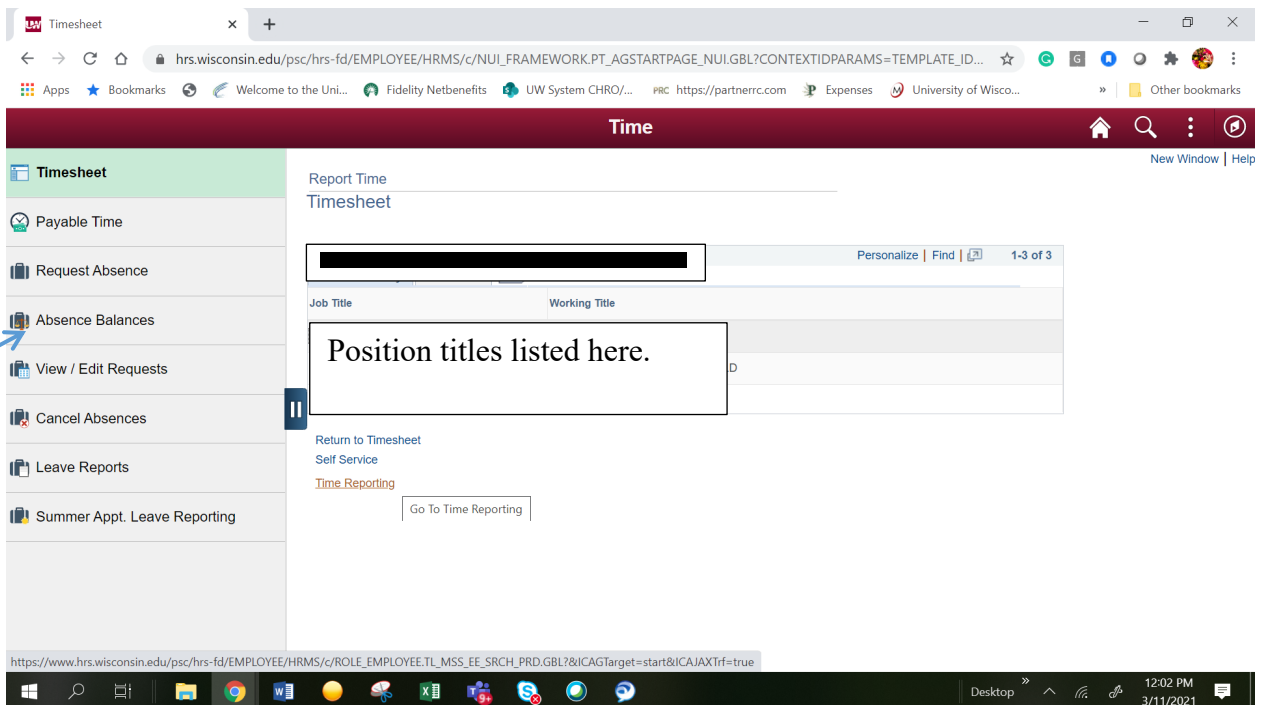 Timesheet
hrs.wisconsin.edu/psc/hrs-fd/EMPLOYEE/HRMS/c/NUI_FRAMEWORK.PT_AGSTARTPAGE_NUI.GBL?CONTEXTIDPARAMS=TEMPLATE_ID...
Apps Bookmarks Welcome to the Uni... Fidelity Netbenefits UW System CHRO/... PRC https://partnerrc.com Expenses University of Wisco... » Other bookmarks
Time
New Window | Help
Timesheet
Payable Time
Request Absence
Absence Balances
View / Edit Requests
Cancel Absences
Leave Reports
Summer Appt. Leave Reporting
Report Time
Timesheet
Personalize | Find | 1-3 of 3
Job Title Working Title
Position titles listed here.
D
Return to Timesheet
Self Service
Time Reporting
Go To Time Reporting
https://www.hrs.wisconsin.edu/psc/hrs-fd/EMPLOYEE/HRMS/c/ROLE_EMPLOYEE.TL_MSS_EE_SRCH_PRD.GBL?&ICAGTarget=start&ICAJAXTrf=true
Desktop » 12:02 PM
3/11/2021